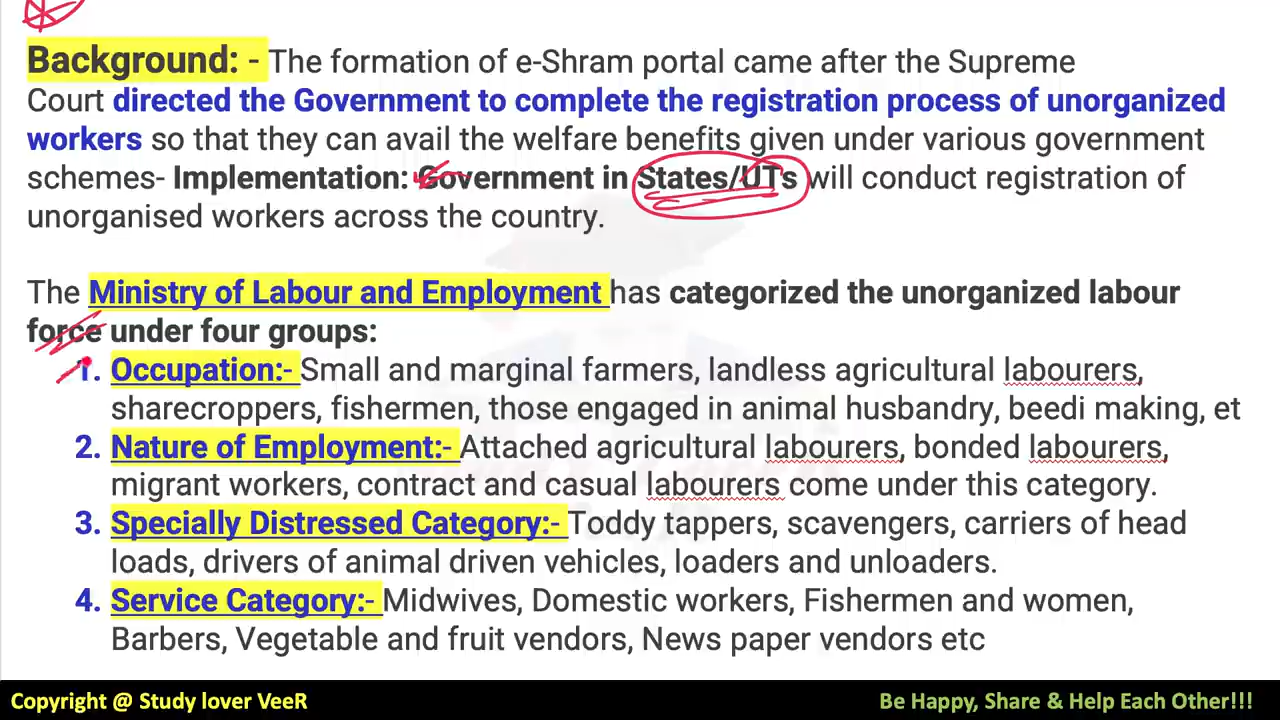 Background: - The formation of e-Shram portal came after the Supreme
Court directed the Government to complete the registration process of unorganized
workers so that they can avail the welfare benefits given under various government
schemes- Implementation: Government in States/UTs will conduct registration of
unorganised workers across the country.
The Ministry of Labour and Employment has categorized the unorganized labour
force under four groups:
1. Occupation:- Small and marginal farmers, landless agricultural labourers,
sharecroppers, fishermen, those engaged in animal husbandry, beedi making, et
2. Nature of Employment:- Attached agricultural labourers, bonded labourers,
migrant workers, contract and casual labourers come under this category.
3. Specially Distressed Category:- Toddy tappers, scavengers, carriers of head
loads, drivers of animal driven vehicles, loaders and unloaders.
4. Service Category:- Midwives, Domestic workers, Fishermen and women,
Barbers, Vegetable and fruit vendors, News paper vendors etc
Copyright @ Study lover VeeR
Be Happy, Share & Help Each Other!!!